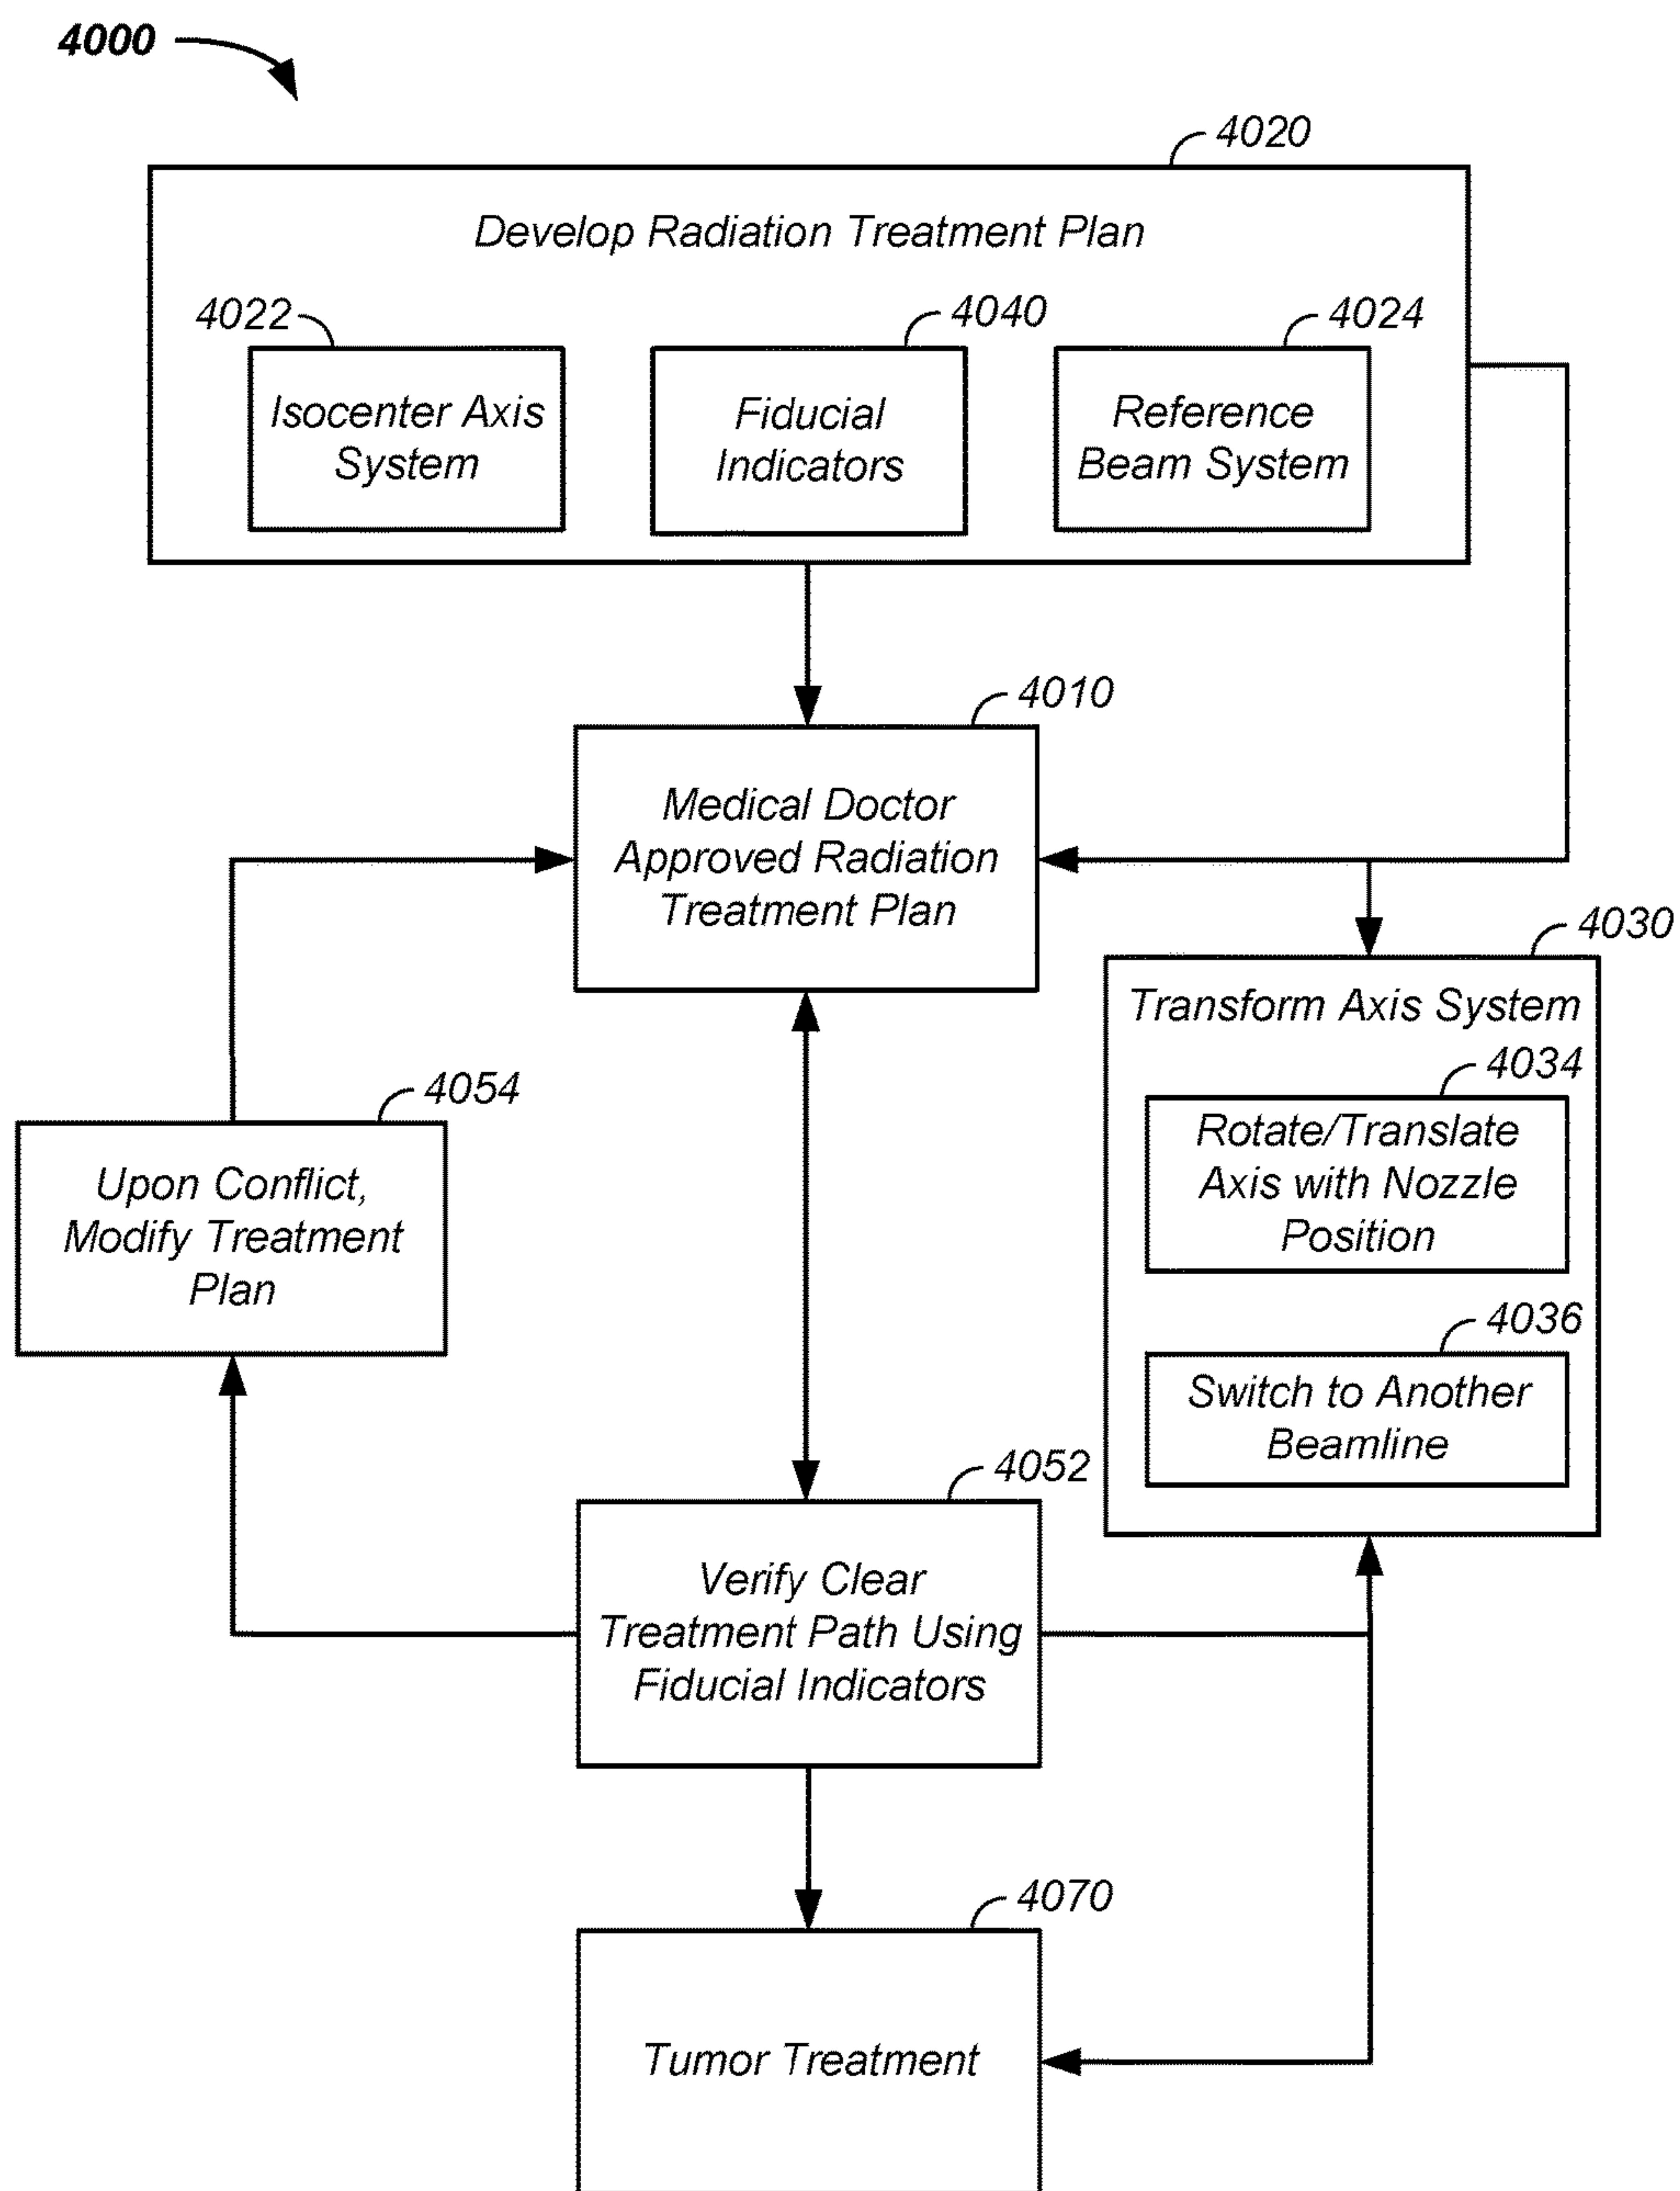 4000
4020
Develop Radiation Treatment Plan
4022
4040
4024
Isocenter Axis
System
Fiducial
Indicators
Reference
Beam System
4010
Medical Doctor
Approved Radiation
Treatment Plan
4030
Transform Axis System
4034
Rotate/Translate
Axis with Nozzle
Position
4036
Switch to Another
Beamline
4054
Upon Conflict,
Modify Treatment
Plan
4052
Verify Clear
Treatment Path Using
Fiducial Indicators
4070
Tumor Treatment